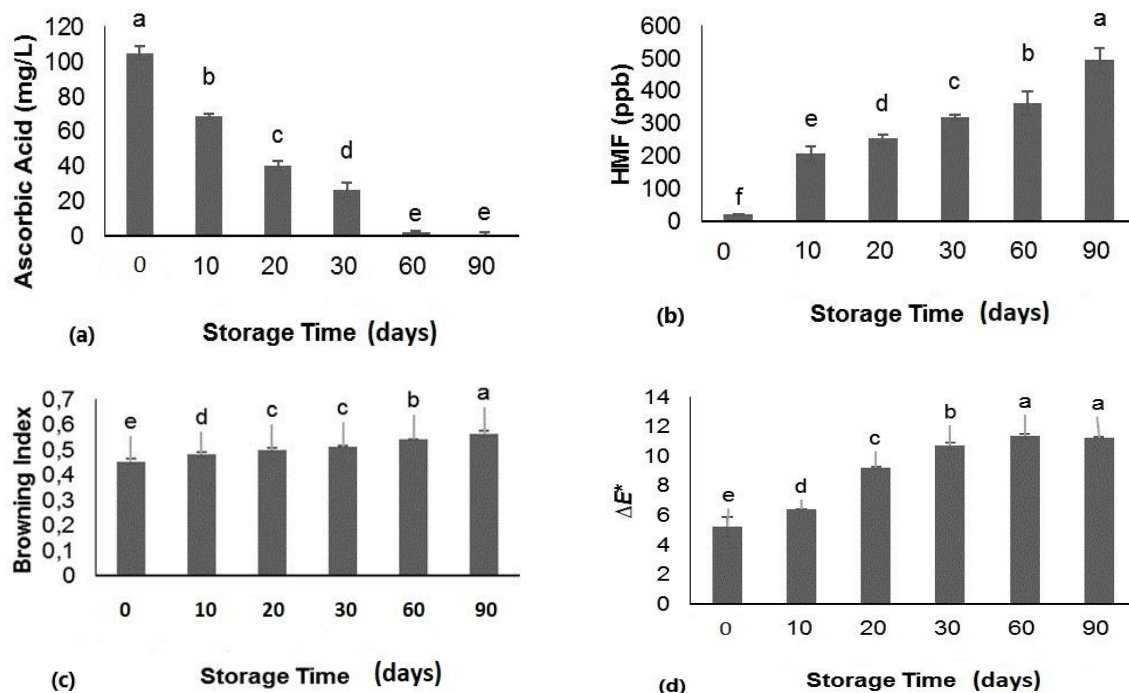 Ascorbic Acid (mg/L)
120
100
80
60
40
20
0
a
b
c
d
e
e
0 10 20 30 60 90
(a) Storage Time (days)
HMF (ppb)
600
500
400
300
200
100
0
f
e
d
c
b
a
0 10 20 30 60 90
(b) Storage Time (days)
Browning Index
0,7
0,6
0,5
0,4
0,3
0,2
0,1
0
e
d
c
c
b
a
0 10 20 30 60 90
(c) Storage Time (days)
ΔE*
14
12
10
8
6
4
2
0
e
d
c
b
a
a
0 10 20 30 60 90
(d) Storage Time (days)